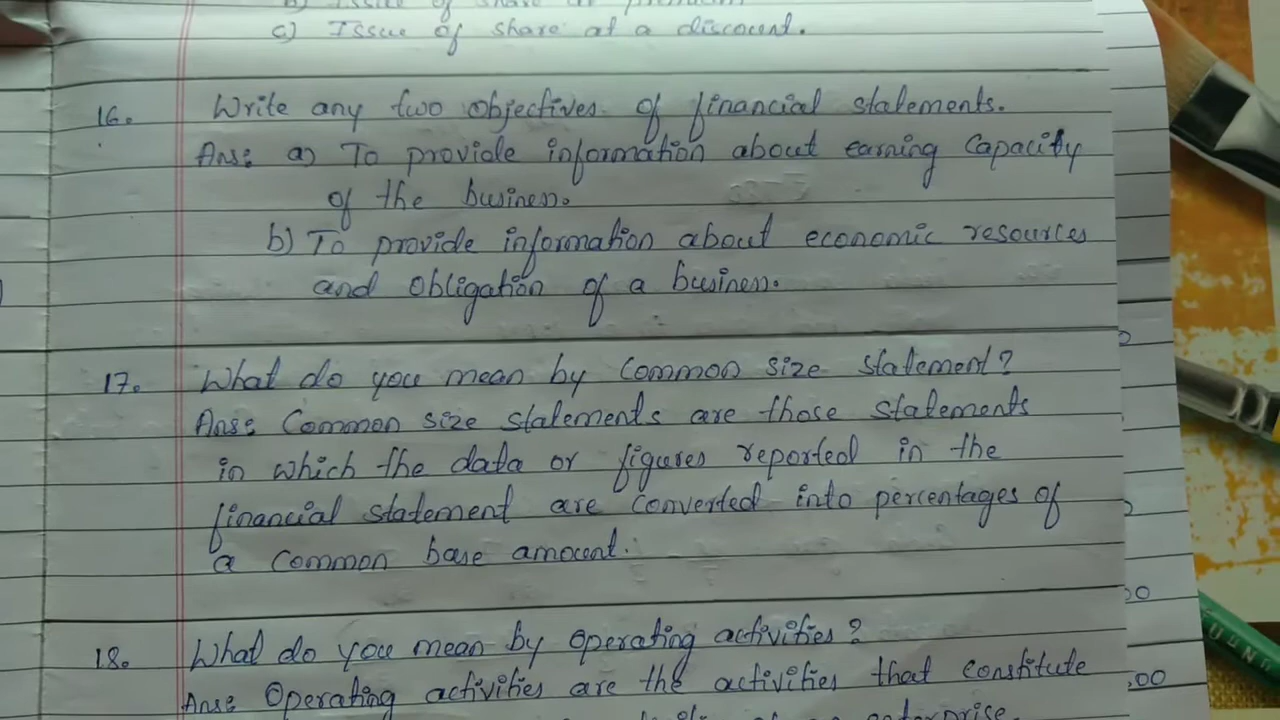 c) Issue of share at a discount.
16. Write any two objectives of financial statements.
Ans: a) To provide information about earning Capacity
of the business.
b) To provide information about economic resources
and obligation of a business.
17. What do you mean by Common size statement?
Ans: Common size statements are those statements
in which the data or figures reported in the
financial statement are converted into percentages of
a common base amount.
18. What do you mean by operating activities?
Ans: Operating activities are the activities that constitute
enterprise.